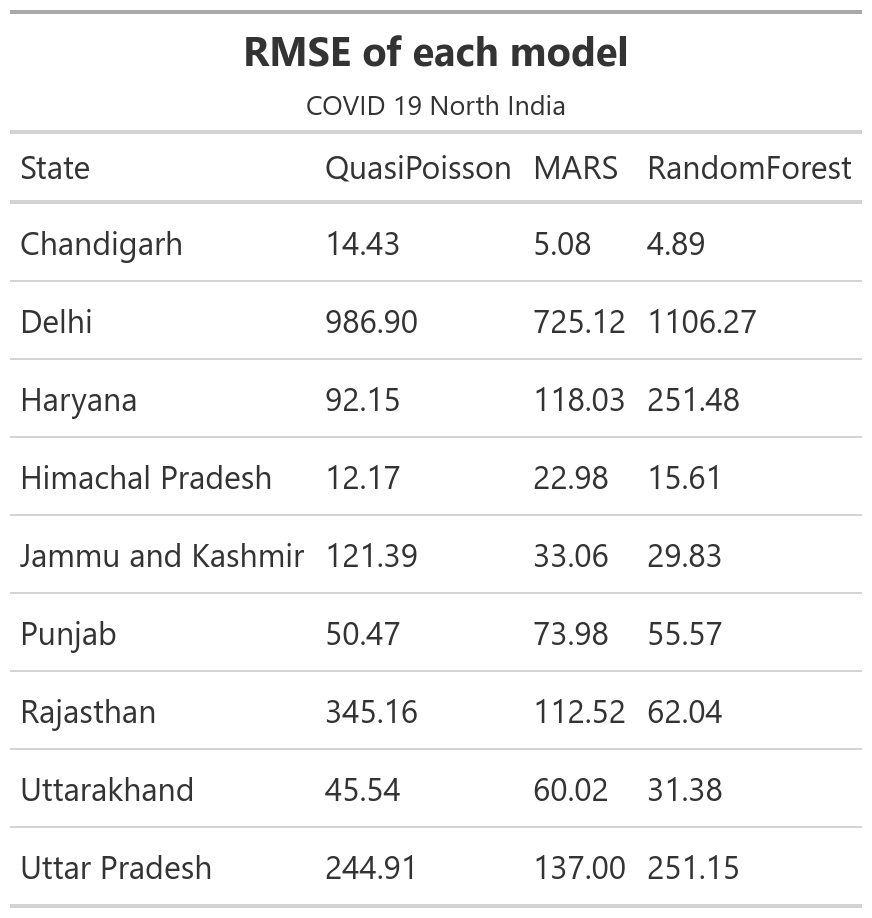 RMSE of each model
COVID 19 North India
State QuasiPoisson MARS RandomForest
Chandigarh 14.43 5.08 4.89
Delhi 986.90 725.12 1106.27
Haryana 92.15 118.03 251.48
Himachal Pradesh 12.17 22.98 15.61
Jammu and Kashmir 121.39 33.06 29.83
Punjab 50.47 73.98 55.57
Rajasthan 345.16 112.52 62.04
Uttarakhand 45.54 60.02 31.38
Uttar Pradesh 244.91 137.00 251.15